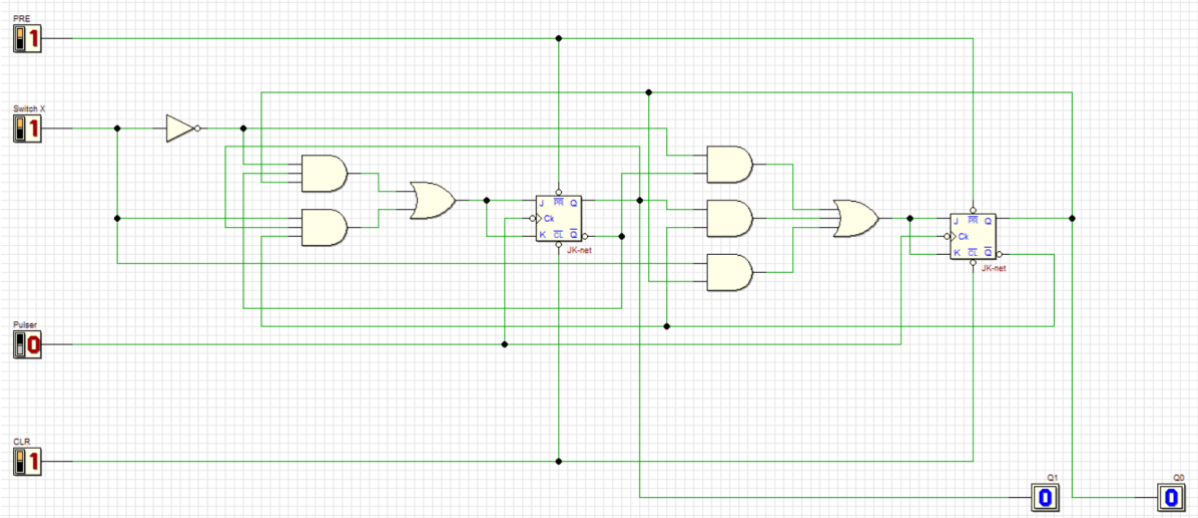 PRE
1
Switch X
1
J PR Q
Ck
K CL Q
JK-net
J PR Q
Ck
K CL Q
JK-net
Pulser
0
CLR
1
Q1
0
Q0
0